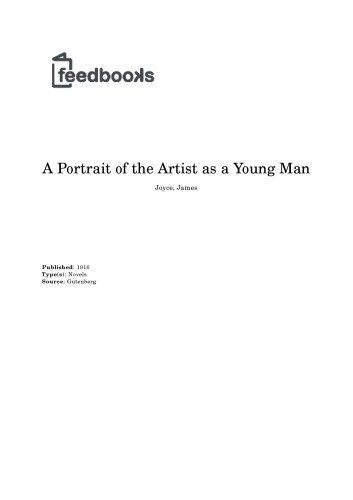 feedbooks
A Portrait of the Artist as a Young Man
Joyce, James
Published: 1916
Type(s): Novels
Source: Gutenberg